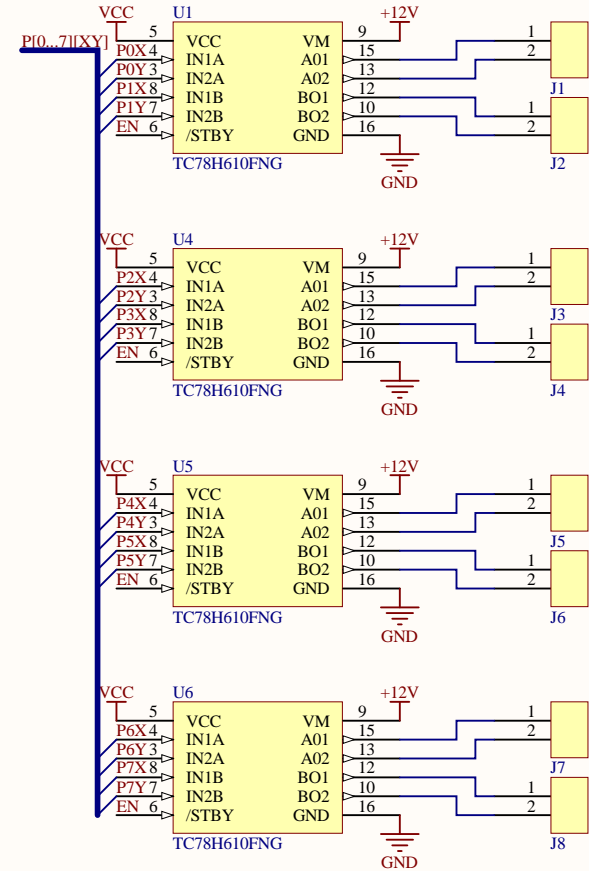 VCC U1 +12V
P[0...7][XY]
5 VCC VM 9 1
P0X 4 IN1A A01 15 2
P0Y 3 IN2A A02 13 J1
P1X 8 IN1B BO1 12 1
P1Y 7 IN2B BO2 10 2
EN 6 /STBY GND 16
TC78H610FNG J2
GND
VCC U4 +12V
5 VCC VM 9 1
P2X 4 IN1A A01 15 2
P2Y 3 IN2A A02 13 J3
P3X 8 IN1B BO1 12 1
P3Y 7 IN2B BO2 10 2
EN 6 /STBY GND 16
TC78H610FNG J4
GND
VCC U5 +12V
5 VCC VM 9 1
P4X 4 IN1A A01 15 2
P4Y 3 IN2A A02 13 J5
P5X 8 IN1B BO1 12 1
P5Y 7 IN2B BO2 10 2
EN 6 /STBY GND 16
TC78H610FNG J6
GND
VCC U6 +12V
5 VCC VM 9 1
P6X 4 IN1A A01 15 2
P6Y 3 IN2A A02 13 J7
P7X 8 IN1B BO1 12 1
P7Y 7 IN2B BO2 10 2
EN 6 /STBY GND 16
TC78H610FNG J8
GND